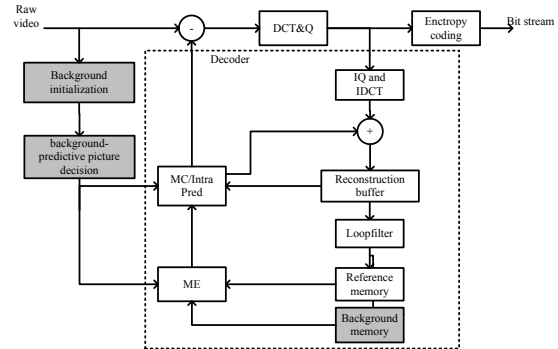 Raw
video
-
DCT&Q
Enctropy
coding
Bit stream
Decoder
Background
initialization
IQ and
IDCT
+
background-
predictive picture
decision
MC/Intra
Pred
Reconstruction
buffer
Loopfilter
ME
Reference
memory
Background
memory